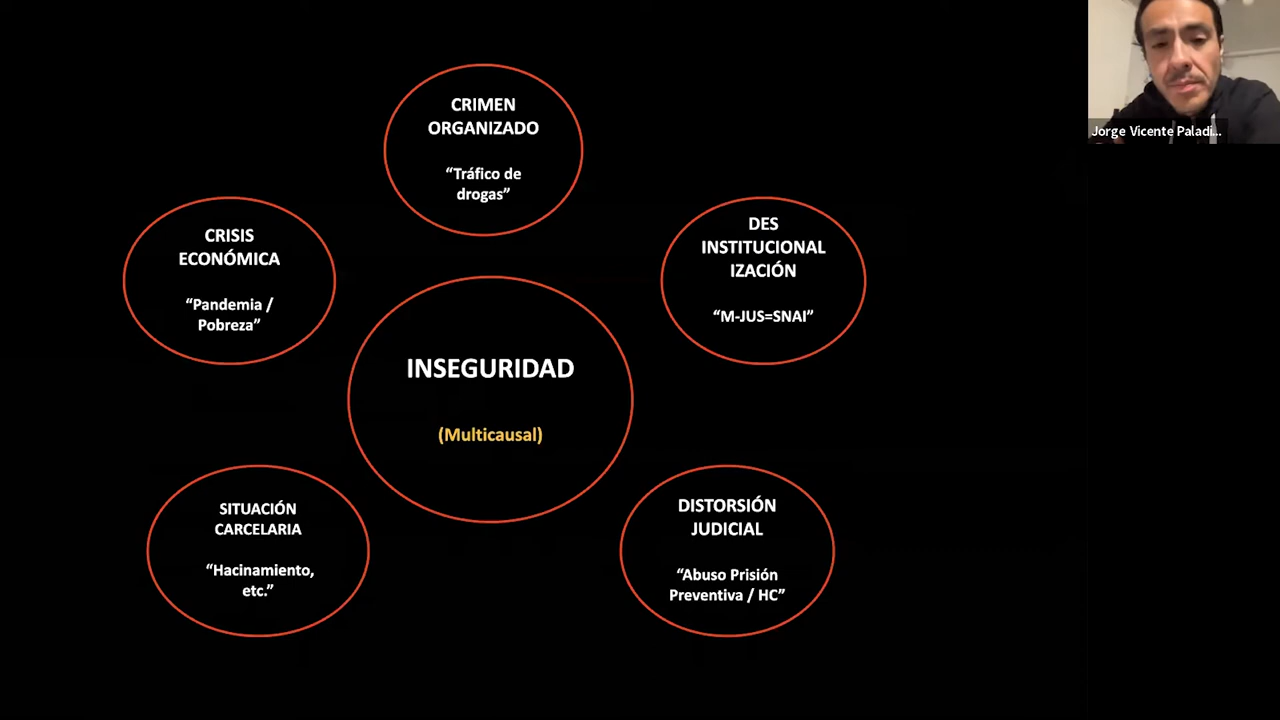 CRIMEN
ORGANIZADO
“Tráfico de
drogas”
CRISIS
ECONÓMICA
“Pandemia /
Pobreza”
DES
INSTITUCIONAL
IZACIÓN
“M-JUS=SNAI”
INSEGURIDAD
(Multicausal)
SITUACIÓN
CARCELARIA
“Hacinamiento,
etc.”
DISTORSIÓN
JUDICIAL
“Abuso Prisión
Preventiva / HC”
Jorge Vicente Paladi...